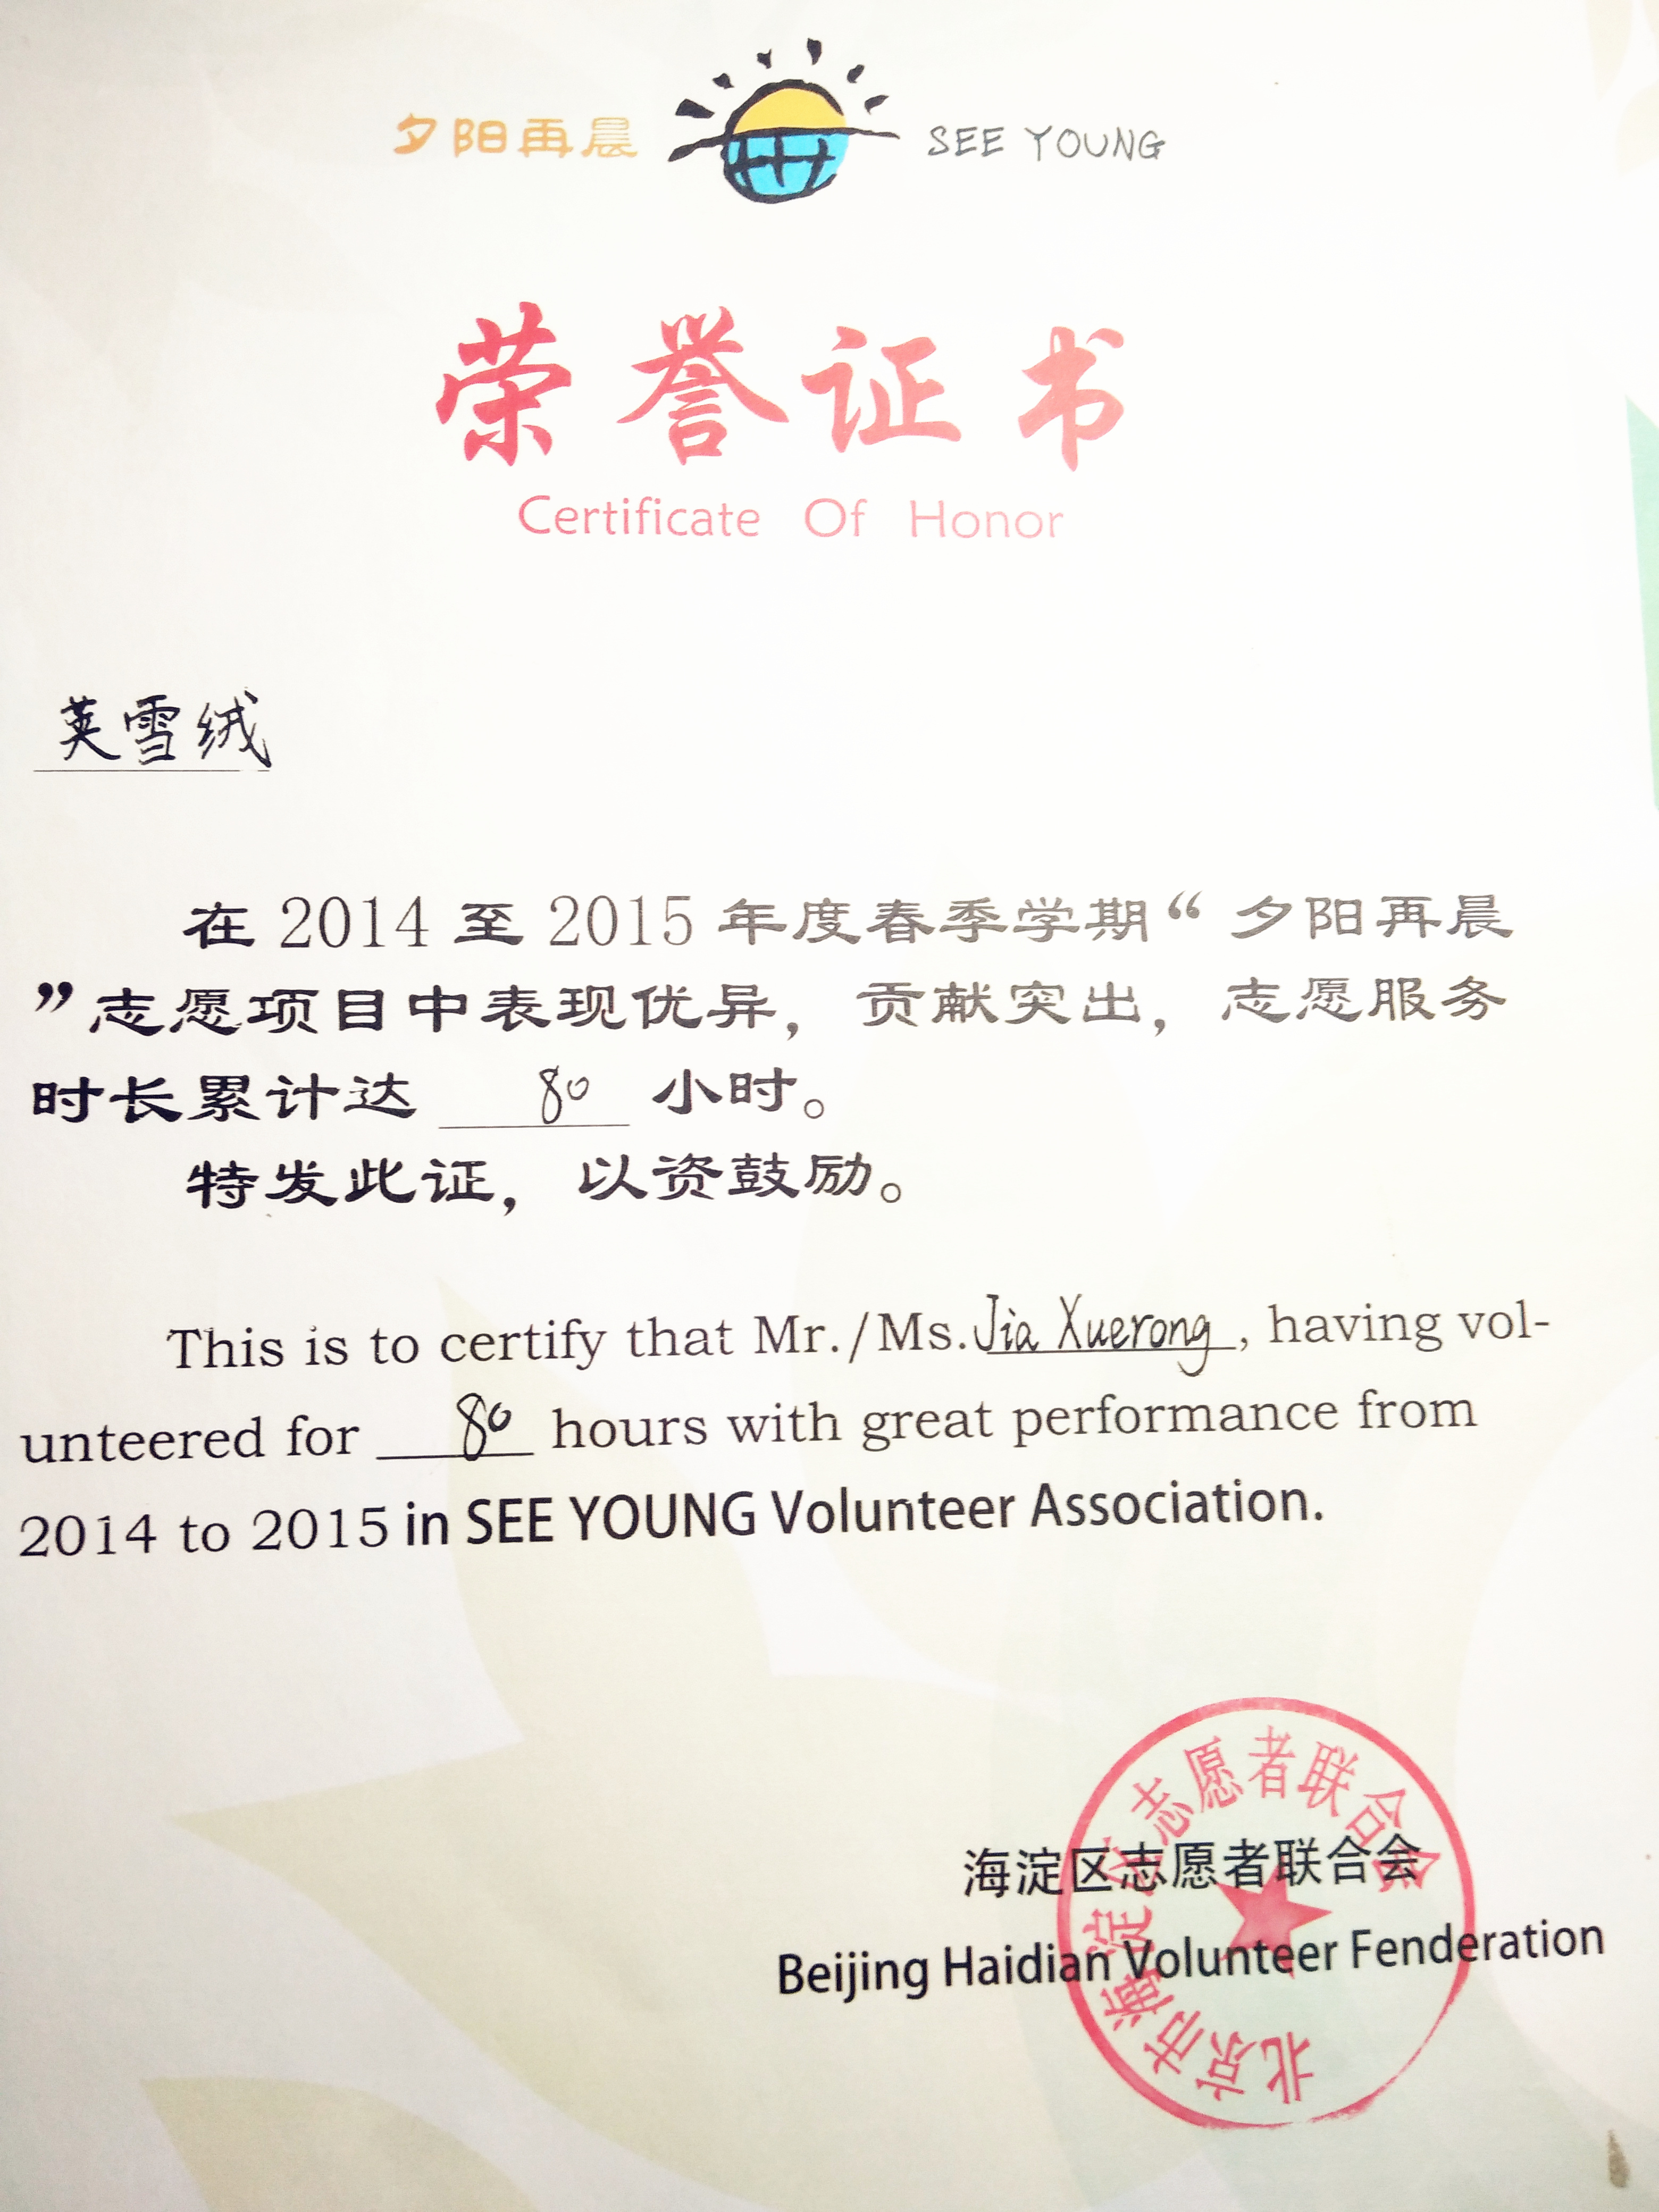 夕阳再晨 SEE YOUNG
荣誉证书
Certificate Of Honor
荚雪绒
在 2014 至 2015 年度春季学期“夕阳再晨
”志愿项目中表现优异，贡献突出，志愿服务
时长累计达 80 小时。
特发此证，以资鼓励。
This is to certify that Mr./Ms. Jia Xuerong, having vol-
unteered for 80 hours with great performance from
2014 to 2015 in SEE YOUNG Volunteer Association.
海淀区志愿者联合会
Beijing Haidian Volunteer Fenderation
北京市海淀区志愿者联合会